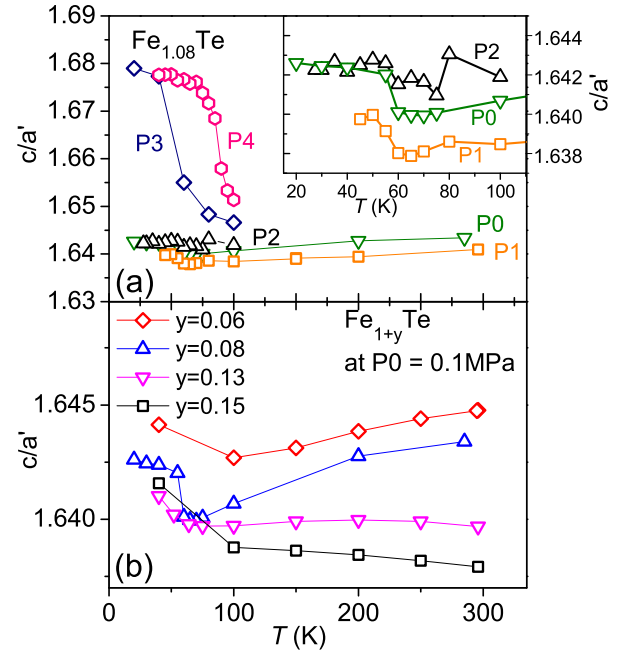 Fe1.08Te
c/a'
1.69
1.68
1.67
1.66
1.65
1.64
1.63
P3
P4
P2
P0
P1
(a)
1.644
1.642
1.640
1.638
c/a'
P2
P0
P1
20 40 60 80 100
T (K)
y=0.06
y=0.08
y=0.13
y=0.15
Fe1+yTe
at P0 = 0.1MPa
c/a'
1.645
1.640
(b)
0 50 100 150 200 250 300
T (K)